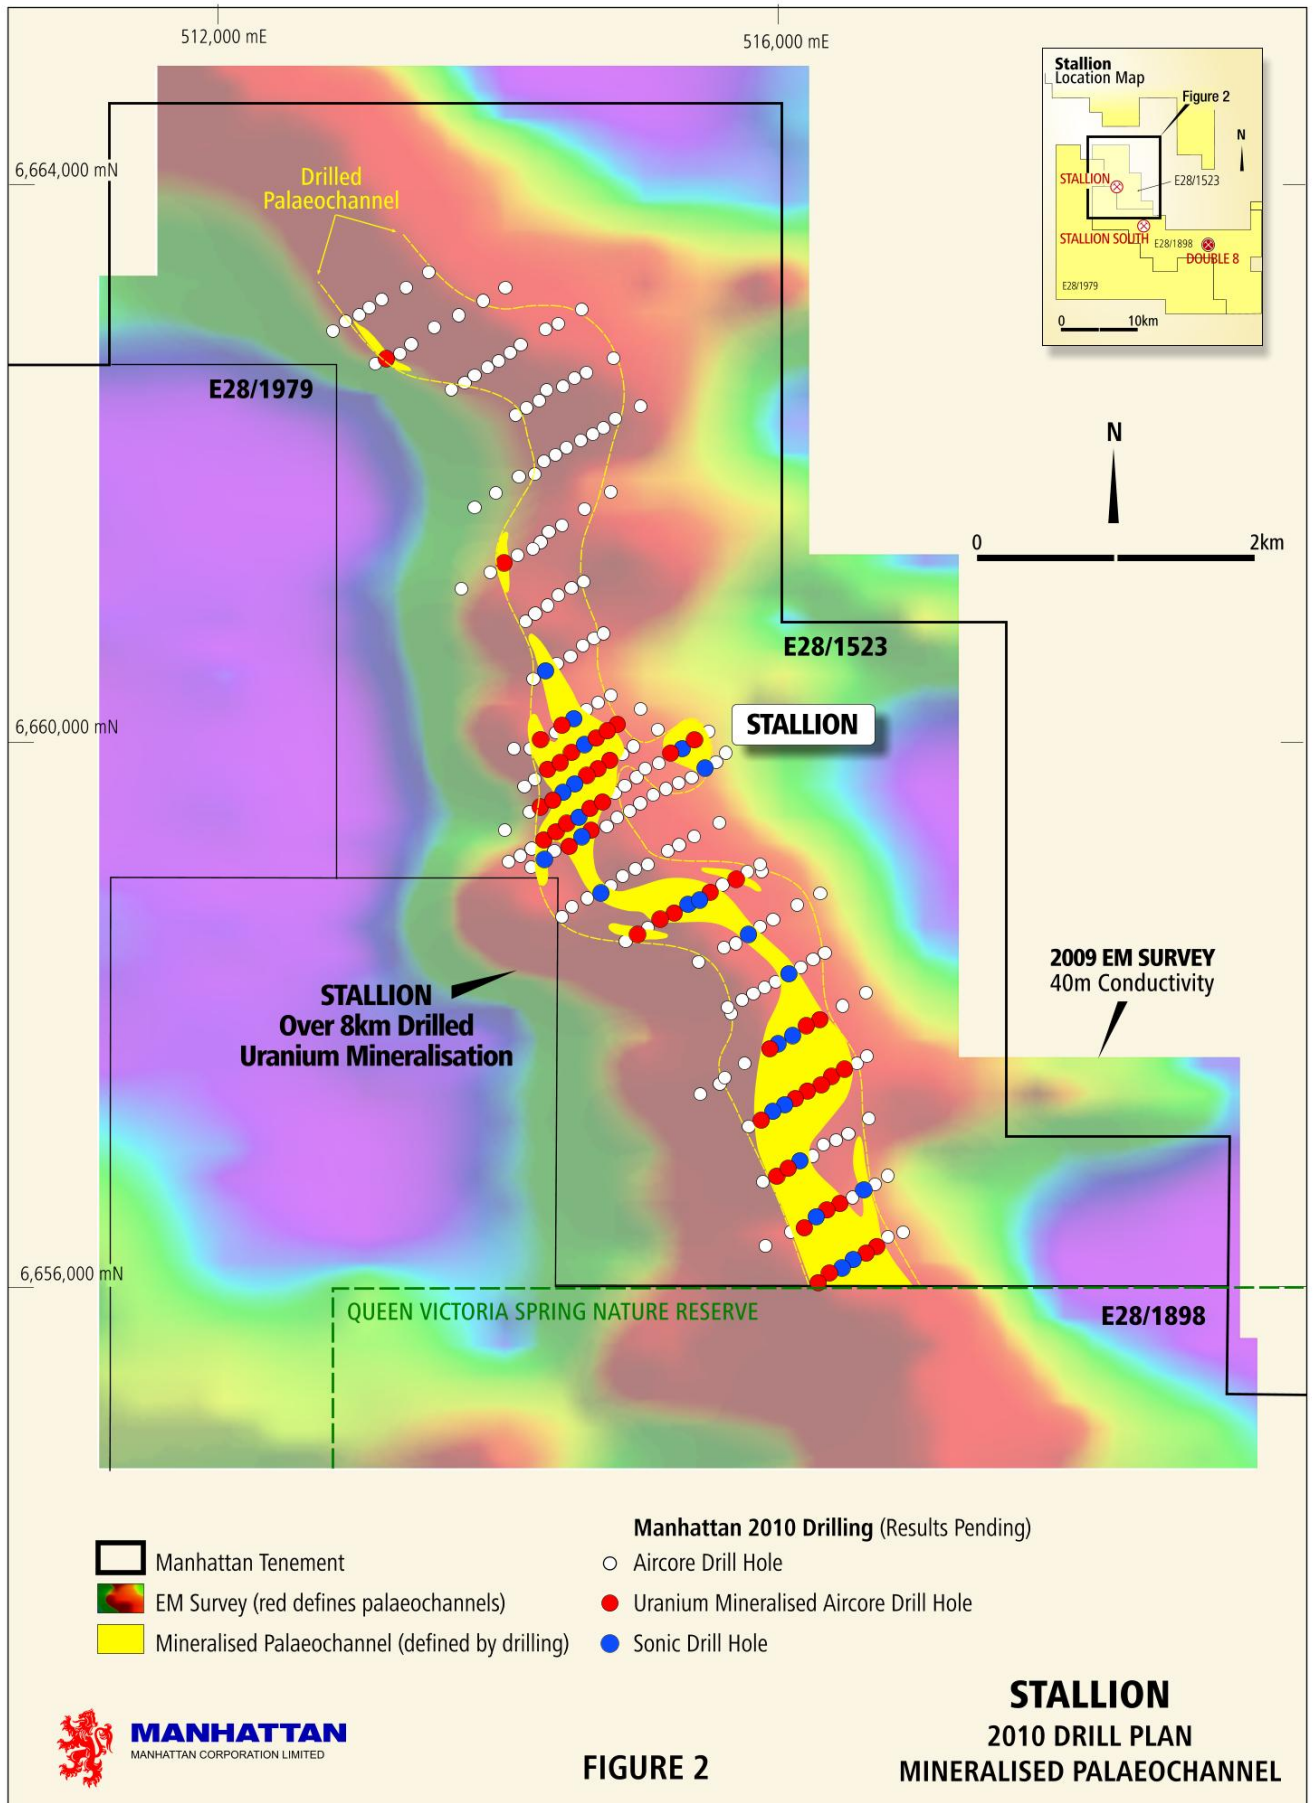 512,000 mE
516,000 mE
Stallion
Location Map
Figure 2
N
STALLION
E28/1523
STALLION SOUTH
E28/1898
DOUBLE 8
E28/1979
0
10km
6,664,000 mN
Drilled
Palaeochannel
E28/1979
N
0
2km
E28/1523
6,660,000 mN
STALLION
2009 EM SURVEY
40m Conductivity
STALLION
Over 8km Drilled
Uranium Mineralisation
6,656,000 mN
QUEEN VICTORIA SPRING NATURE RESERVE
E28/1898
Manhattan 2010 Drilling (Results Pending)
Manhattan Tenement
Aircore Drill Hole
EM Survey (red defines palaeochannels)
Uranium Mineralised Aircore Drill Hole
Mineralised Palaeochannel (defined by drilling)
Sonic Drill Hole
MANHATTAN
MANHATTAN CORPORATION LIMITED
FIGURE 2
STALLION
2010 DRILL PLAN
MINERALISED PALAEOCHANNEL